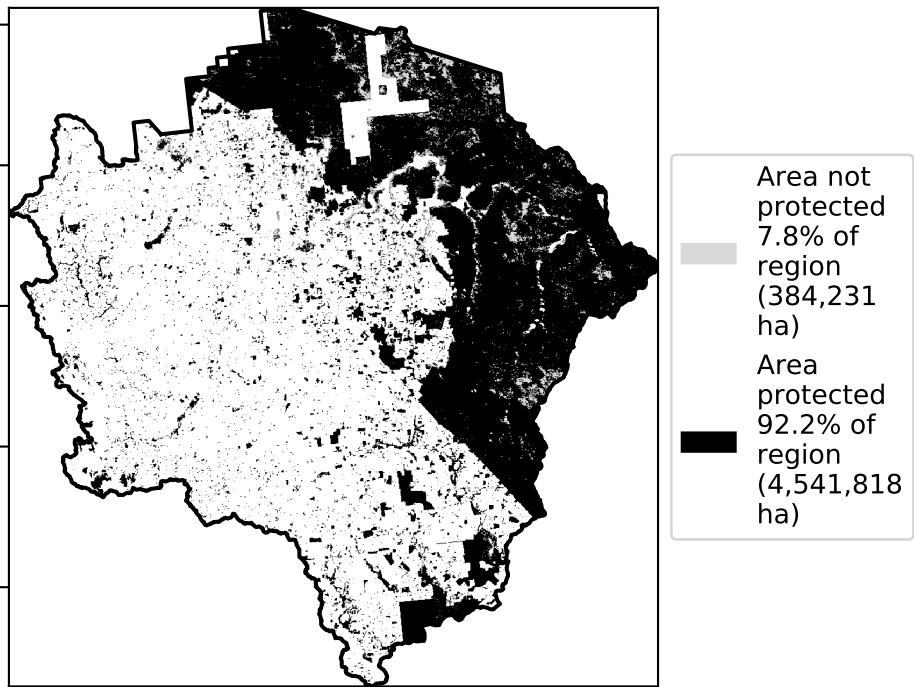 Area not
protected
7.8% of
region
(384,231
ha)
Area
protected
92.2% of
region
(4,541,818
ha)